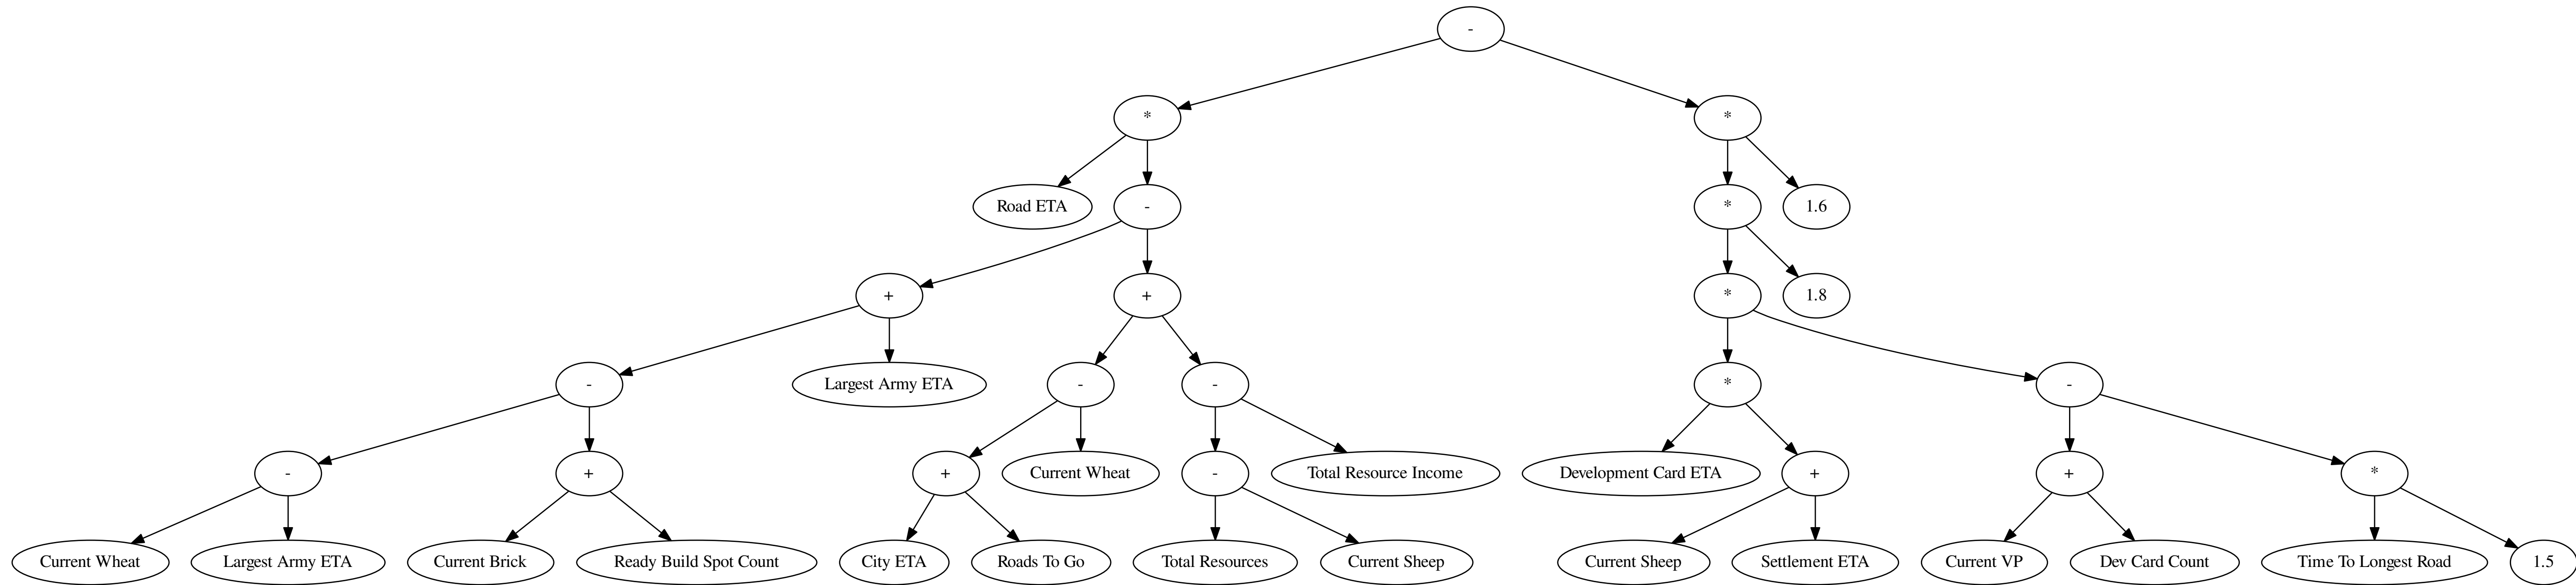 -
* *
Road ETA - * 1.6
+ + * 1.8
- Largest Army ETA - - * -
- + + Current Wheat - Total Resource Income Development Card ETA + + *
Current Wheat Largest Army ETA Current Brick Ready Build Spot Count City ETA Roads To Go Total Resources Current Sheep Current Sheep Settlement ETA Current VP Dev Card Count Time To Longest Road 1.5